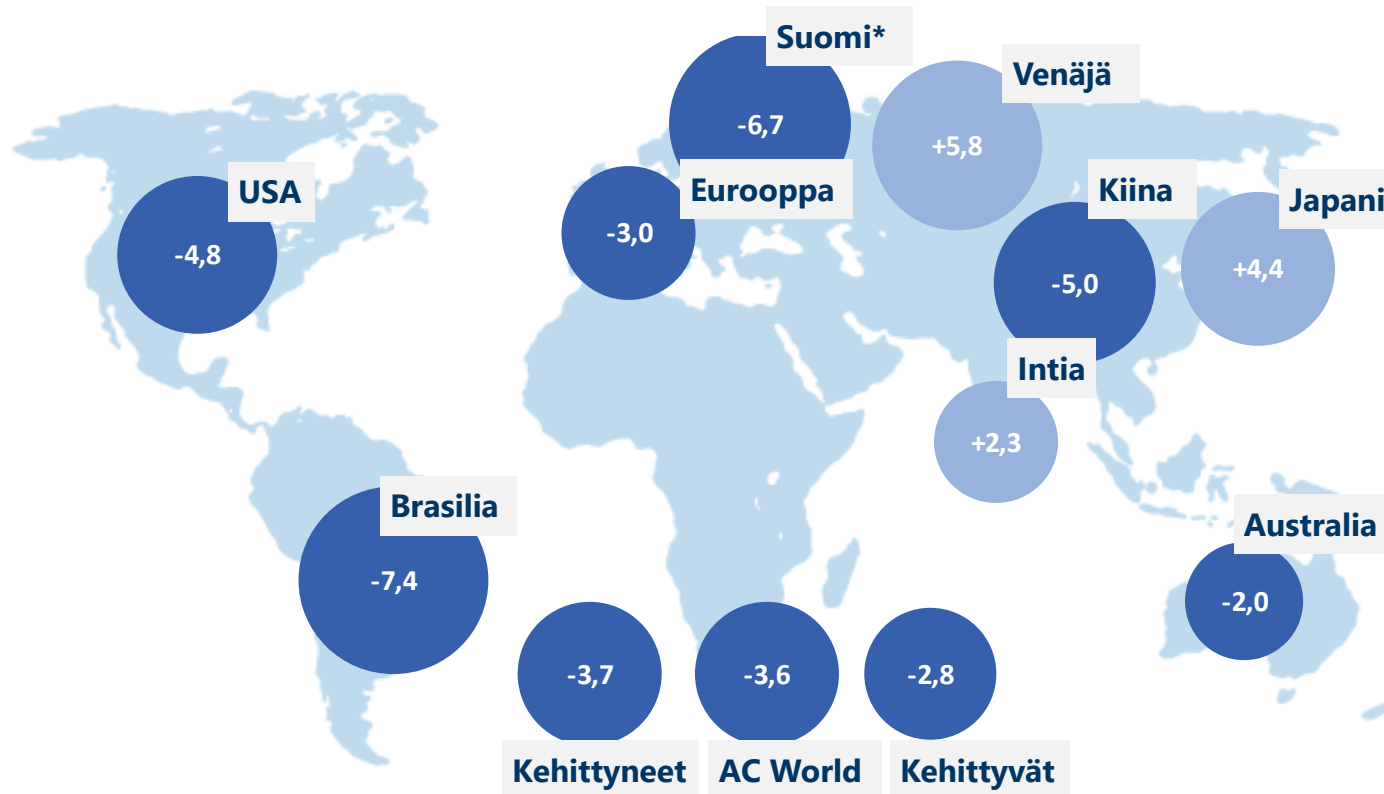 Suomi*
-6,7
Venäjä
+5,8
USA
-4,8
Eurooppa
-3,0
Kiina
-5,0
Japani
+4,4
Intia
+2,3
Brasilia
-7,4
Australia
-2,0
-3,7
Kehittyneet
-3,6
AC World
-2,8
Kehittyvät